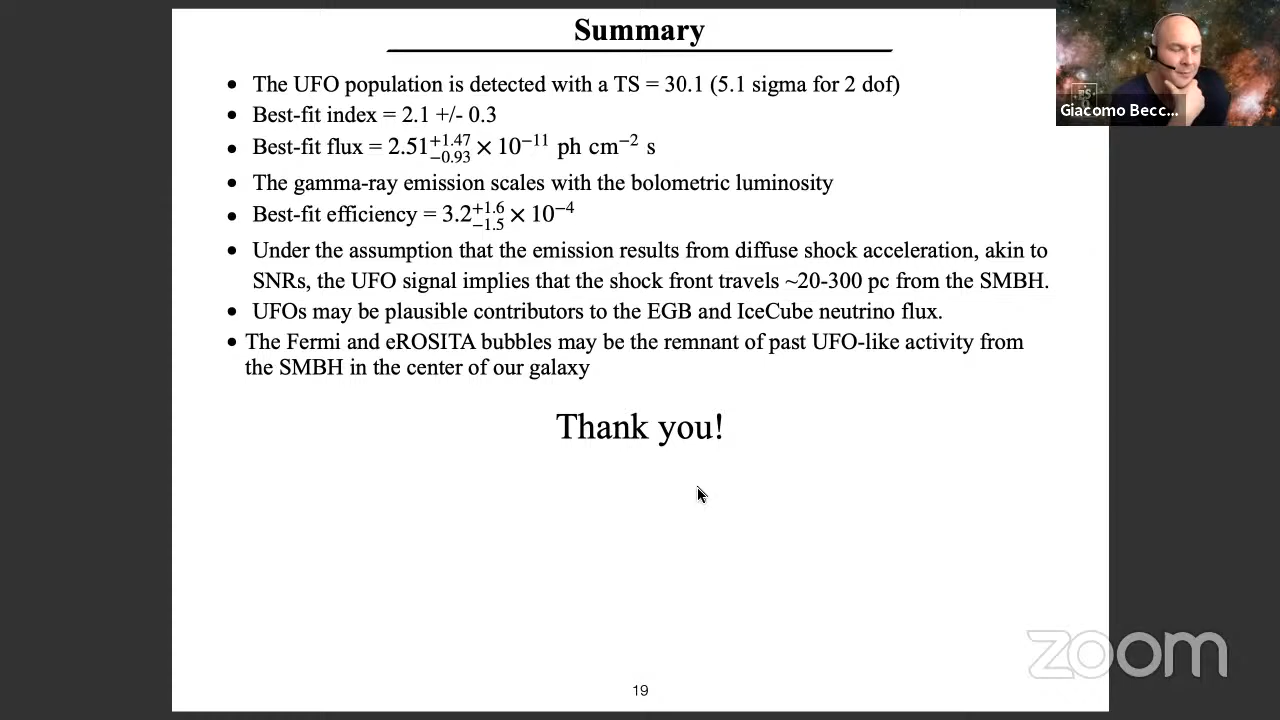 Summary
• The UFO population is detected with a TS = 30.1 (5.1 sigma for 2 dof)
• Best-fit index = 2.1 +/- 0.3
• Best-fit flux = 2.51+1.47−0.93 × 10−11 ph cm−2 s
• The gamma-ray emission scales with the bolometric luminosity
• Best-fit efficiency = 3.2+1.6−1.5 × 10−4
• Under the assumption that the emission results from diffuse shock acceleration, akin to
SNRs, the UFO signal implies that the shock front travels ~20-300 pc from the SMBH.
• UFOs may be plausible contributors to the EGB and IceCube neutrino flux.
• The Fermi and eROSITA bubbles may be the remnant of past UFO-like activity from
the SMBH in the center of our galaxy
Thank you!
19
Giacomo Becc...
zoom